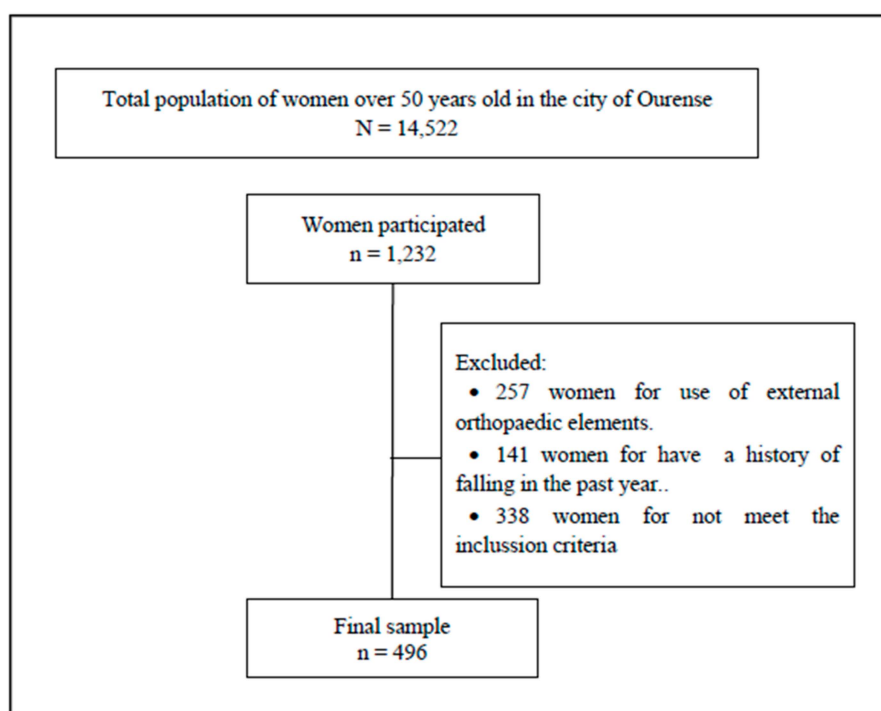 Total population of women over 50 years old in the city of Ourense
N = 14,522
Women participated
n = 1,232
Excluded:
• 257 women for use of external
orthopaedic elements.
• 141 women for have a history of
falling in the past year..
• 338 women for not meet the
inclussion criteria
Final sample
n = 496